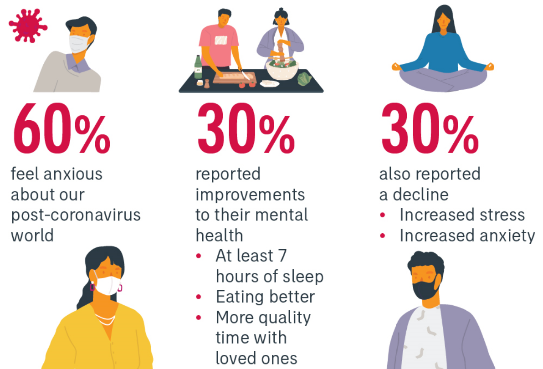 60%
feel anxious
about our
post-coronavirus
world
30%
reported
improvements
to their mental
health
• At least 7
hours of sleep
• Eating better
• More quality
time with
loved ones
30%
also reported
a decline
• Increased stress
• Increased anxiety